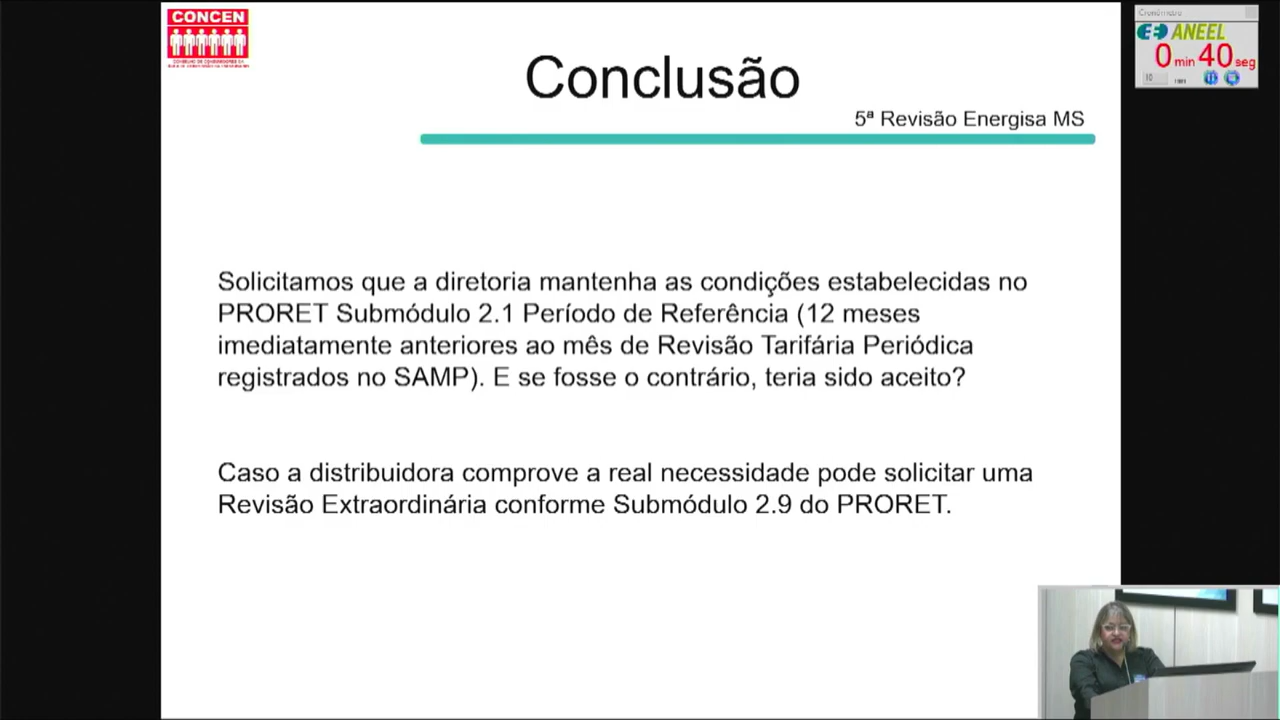 CONCEN
Conclusão
5ª Revisão Energisa MS
Cronômetro
ANEEL
0 min 40 seg
10
Solicitamos que a diretoria mantenha as condições estabelecidas no
PRORET Submódulo 2.1 Período de Referência (12 meses
imediatamente anteriores ao mês de Revisão Tarifária Periódica
registrados no SAMP). E se fosse o contrário, teria sido aceito?
Caso a distribuidora comprove a real necessidade pode solicitar uma
Revisão Extraordinária conforme Submódulo 2.9 do PRORET.